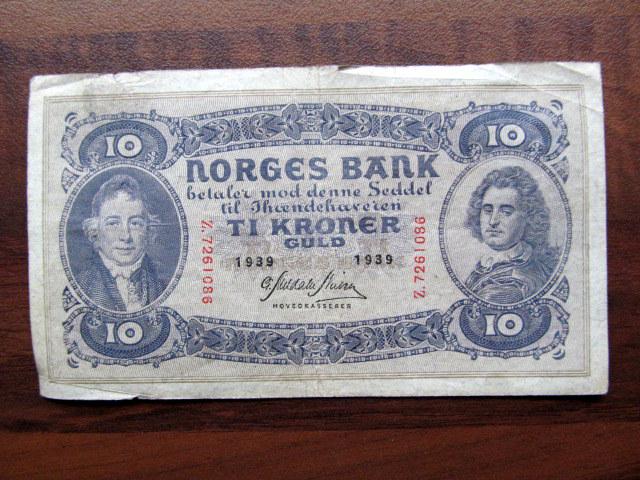 10 10
NORGES BANK
betaler mod denne Seddel
til Ihændehaveren
TI KRONER
GULD
1939 1939
Z.7261086
Z.7261086
HOVEDKASSERER
10 10